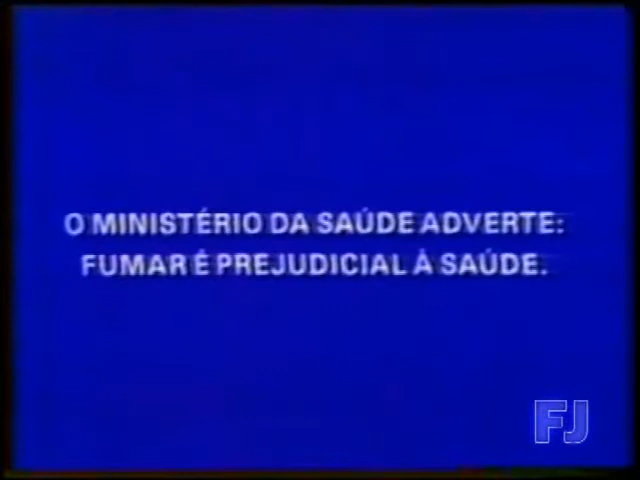 O MINISTÉRIO DA SAÚDE ADVERTE:
FUMAR É PREJUDICIAL À SAÚDE.
FJ